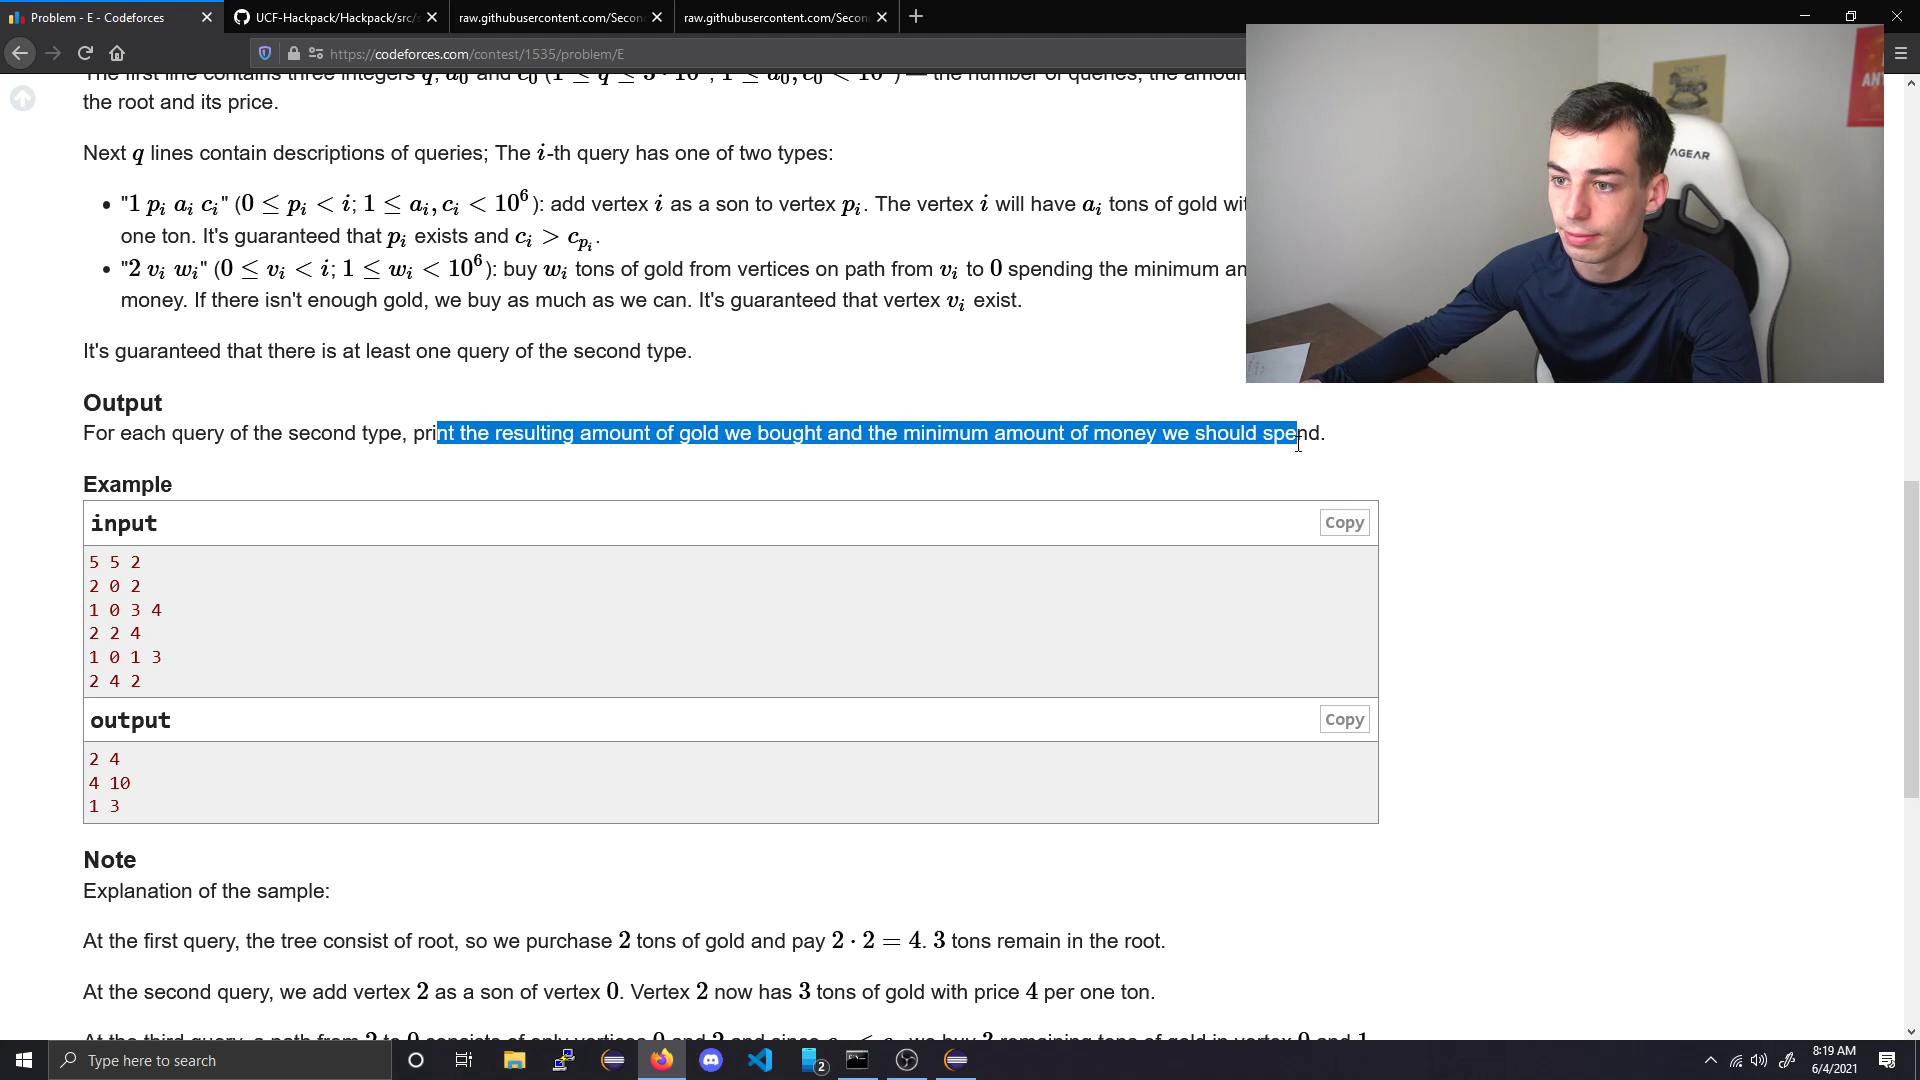 Problem - E - Codeforces
UCF-Hackpack/Hackpack/src/
raw.githubusercontent.com/Secon
raw.githubusercontent.com/Secon
https://codeforces.com/contest/1535/problem/E
the root and its price.
Next q lines contain descriptions of queries; The i-th query has one of two types:
• "1 pᵢ aᵢ cᵢ" (0 ≤ pᵢ < i; 1 ≤ aᵢ, cᵢ < 10⁶): add vertex i as a son to vertex pᵢ. The vertex i will have aᵢ tons of gold wit
one ton. It's guaranteed that pᵢ exists and cᵢ > c_{pᵢ}.
• "2 vᵢ wᵢ" (0 ≤ vᵢ < i; 1 ≤ wᵢ < 10⁶): buy wᵢ tons of gold from vertices on path from vᵢ to 0 spending the minimum am
money. If there isn't enough gold, we buy as much as we can. It's guaranteed that vertex vᵢ exist.
It's guaranteed that there is at least one query of the second type.
Output
For each query of the second type, print the resulting amount of gold we bought and the minimum amount of money we should spend.
Example
input
Copy
5 5 2
2 0 2
1 0 3 4
2 2 4
1 0 1 3
2 4 2
output
Copy
2 4
4 10
1 3
Note
Explanation of the sample:
At the first query, the tree consist of root, so we purchase 2 tons of gold and pay 2 · 2 = 4. 3 tons remain in the root.
At the second query, we add vertex 2 as a son of vertex 0. Vertex 2 now has 3 tons of gold with price 4 per one ton.
Type here to search
2
8:19 AM
6/4/2021